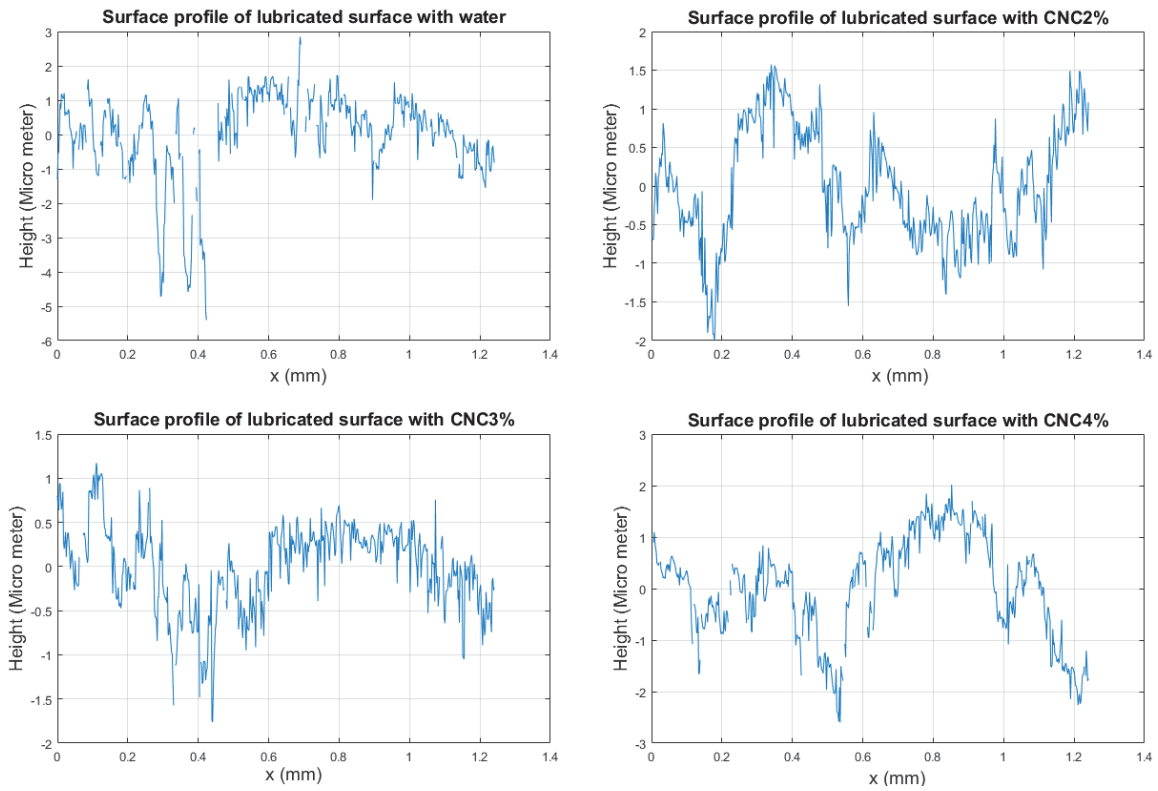 Surface profile of lubricated surface with water
3
2
1
0
-1
-2
-3
-4
-5
-6
Height (Micro meter)
0 0.2 0.4 0.6 0.8 1 1.2 1.4
x (mm)
Surface profile of lubricated surface with CNC2%
2
1.5
1
0.5
0
-0.5
-1
-1.5
-2
Height (Micro meter)
0 0.2 0.4 0.6 0.8 1 1.2 1.4
x (mm)
Surface profile of lubricated surface with CNC3%
1.5
1
0.5
0
-0.5
-1
-1.5
-2
Height (Micro meter)
0 0.2 0.4 0.6 0.8 1 1.2 1.4
x (mm)
Surface profile of lubricated surface with CNC4%
3
2
1
0
-1
-2
-3
Height (Micro meter)
0 0.2 0.4 0.6 0.8 1 1.2 1.4
x (mm)